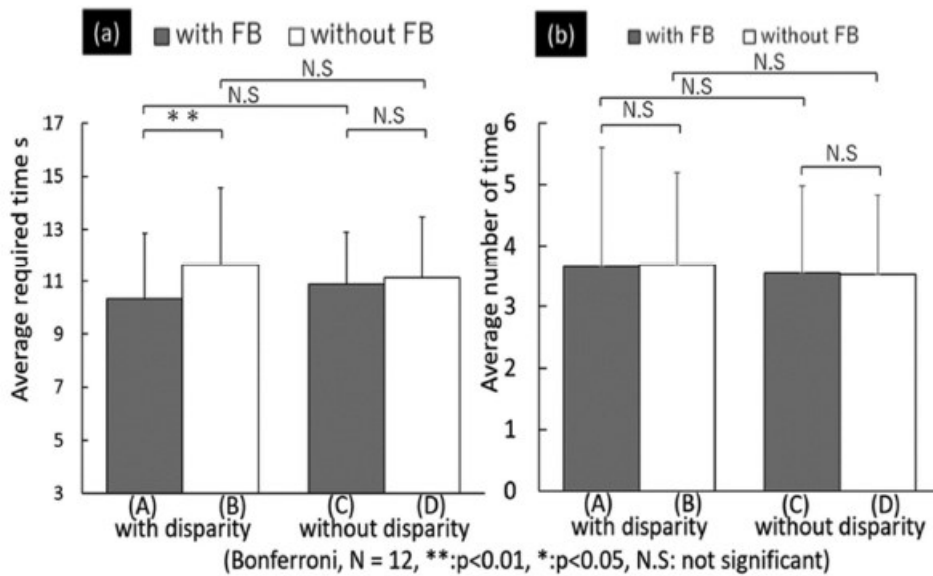 (a) with FB without FB
N.S
N.S
* * N.S
Average required time s
17
15
13
11
9
7
5
3
(A) (B) (C) (D)
with disparity without disparity
(b) with FB without FB
N.S
N.S
N.S
N.S
Average number of time
6
5
4
3
2
1
0
(A) (B) (C) (D)
with disparity without disparity
(Bonferroni, N = 12, **:p<0.01, *:p<0.05, N.S: not significant)